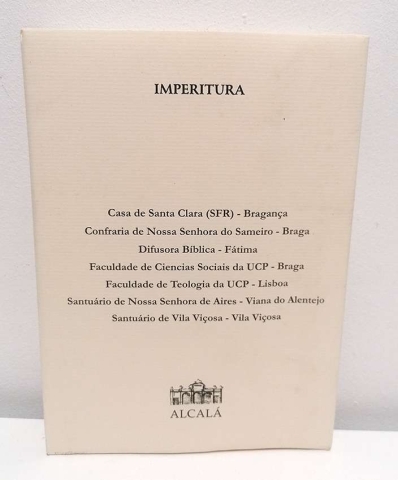 IMPERITURA
Casa de Santa Clara (SFR) - Bragança
Confraria de Nossa Senhora do Sameiro - Braga
Difusora Bíblica - Fátima
Faculdade de Ciencias Sociais da UCP - Braga
Faculdade de Teologia da UCP - Lisboa
Santuário de Nossa Senhora de Aires - Viana do Alentejo
Santuário de Vila Viçosa - Vila Viçosa
ALCALÁ